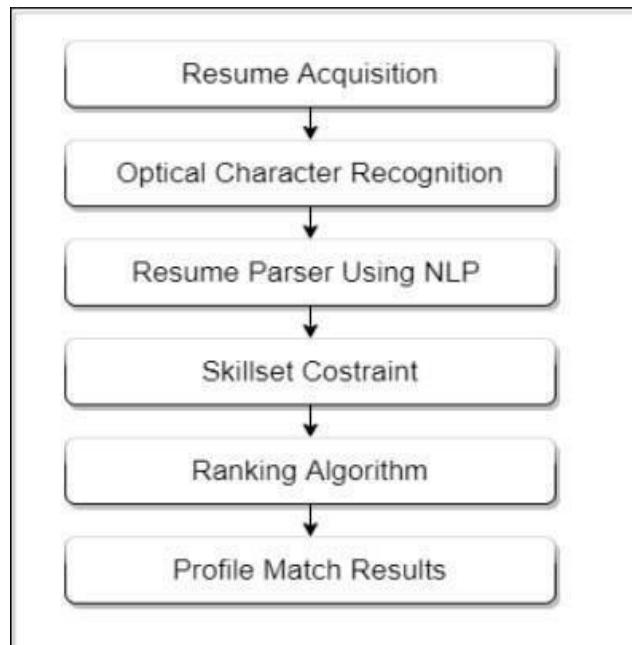 Resume Acquisition
Optical Character Recognition
Resume Parser Using NLP
Skillset Costraint
Ranking Algorithm
Profile Match Results